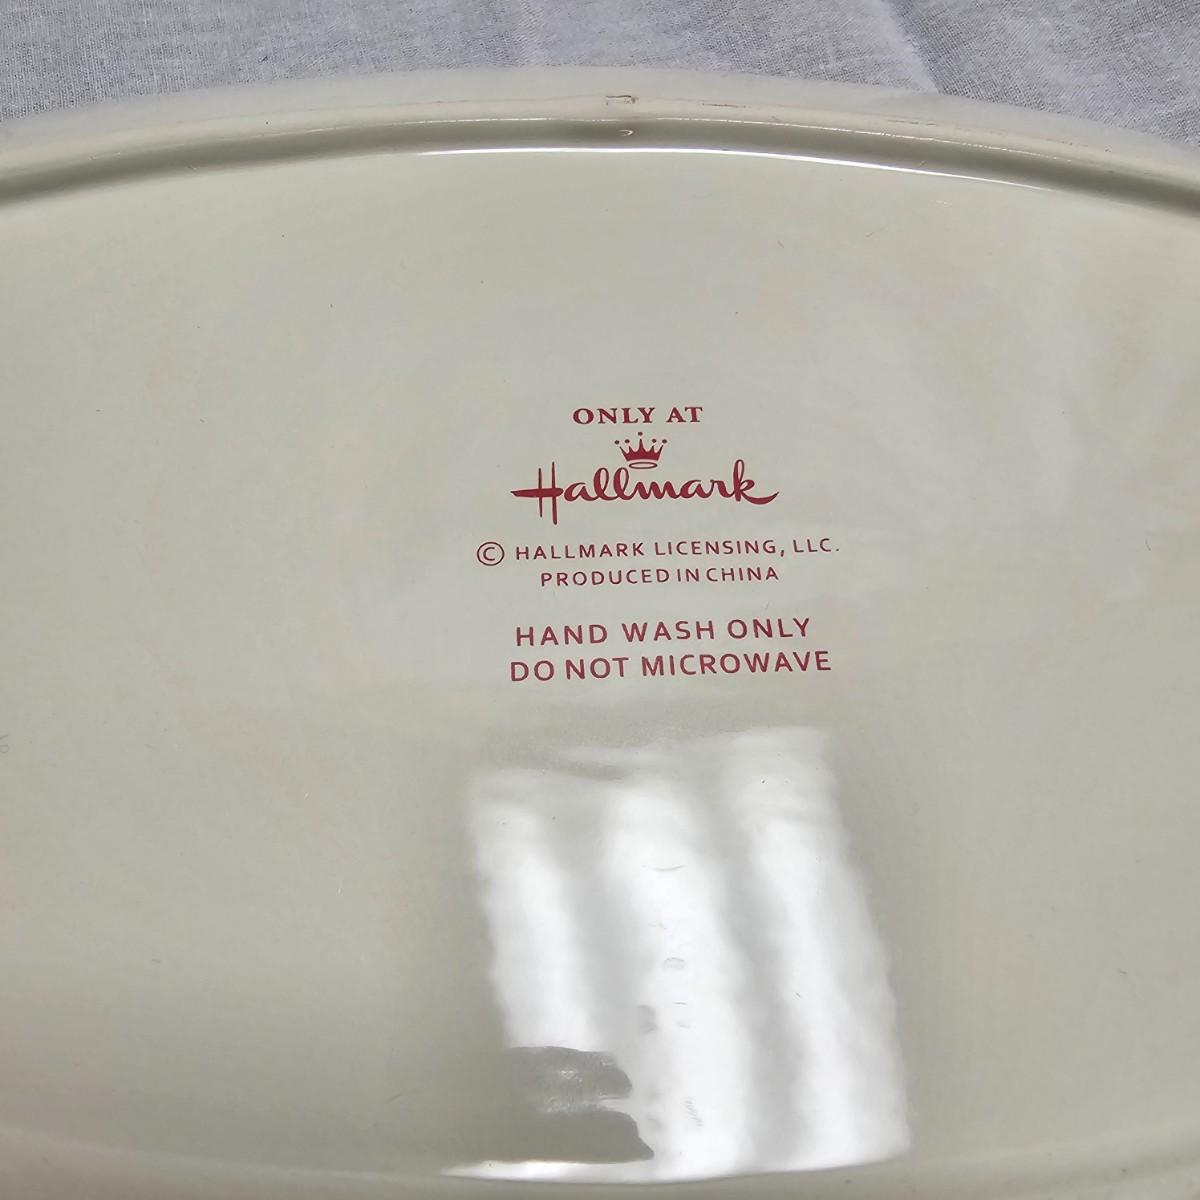 ONLY AT
Hallmark
© HALLMARK LICENSING, LLC.
PRODUCED IN CHINA
HAND WASH ONLY
DO NOT MICROWAVE